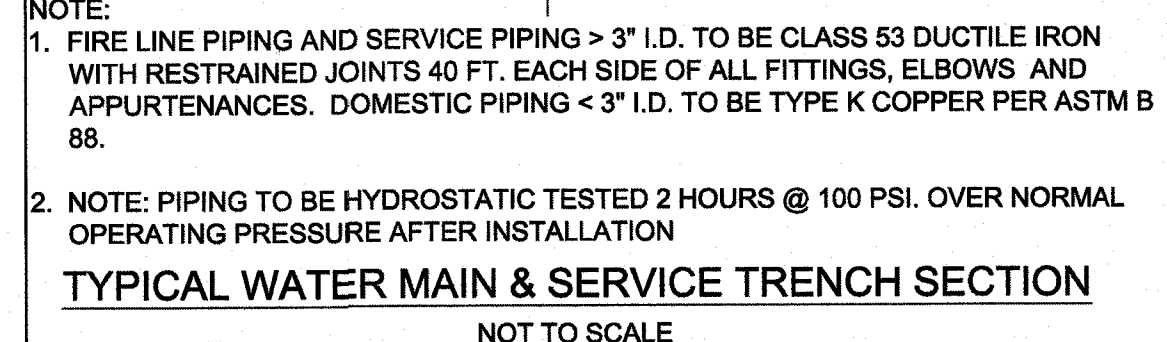 NOTE:
1. FIRE LINE PIPING AND SERVICE PIPING > 3" I.D. TO BE CLASS 53 DUCTILE IRON
WITH RESTRAINED JOINTS 40 FT. EACH SIDE OF ALL FITTINGS, ELBOWS AND
APPURTENANCES. DOMESTIC PIPING < 3" I.D. TO BE TYPE K COPPER PER ASTM B
88.
2. NOTE: PIPING TO BE HYDROSTATIC TESTED 2 HOURS @ 100 PSI. OVER NORMAL
OPERATING PRESSURE AFTER INSTALLATION
TYPICAL WATER MAIN & SERVICE TRENCH SECTION
NOT TO SCALE